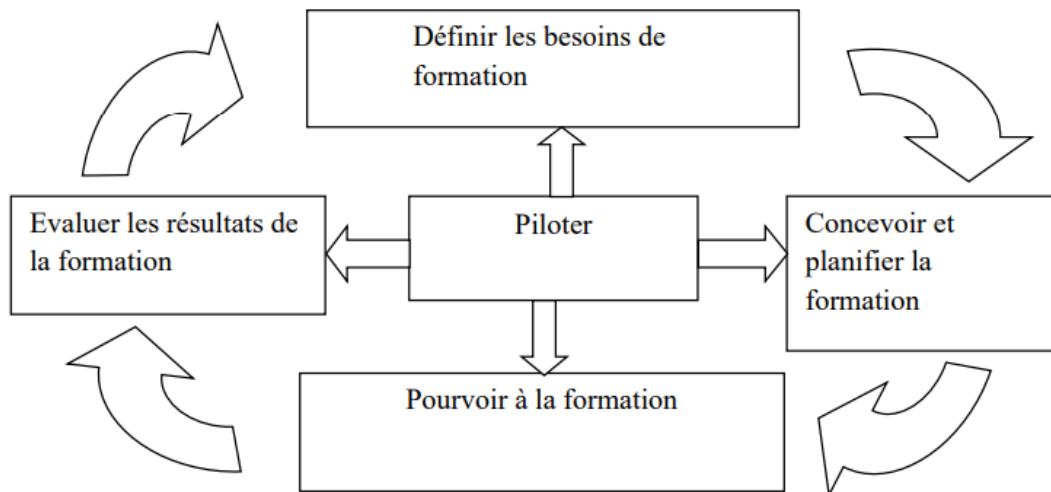 Définir les besoins de
formation
Evaluer les résultats de
la formation
Piloter
Concevoir et
planifier la
formation
Pourvoir à la formation